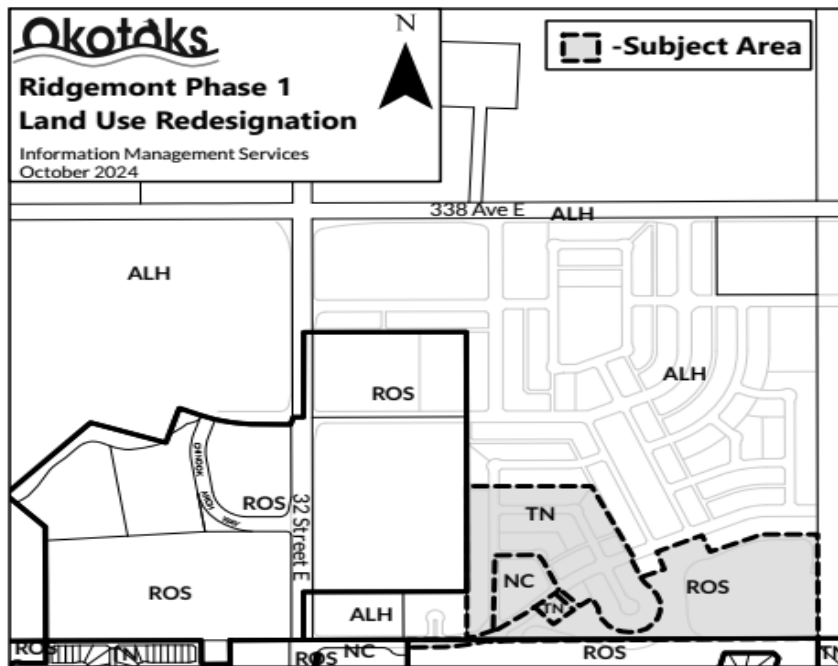 Okotoks
N
Ridgemont Phase 1
Land Use Redesignation
Information Management Services
October 2024
-Subject Area
338 Ave E
ALH
ALH
ALH
ROS
32 Street E
ROS
TN
NC
TN
ROS
ROS
ALH
ROS
TN
ROS
NC
ROS